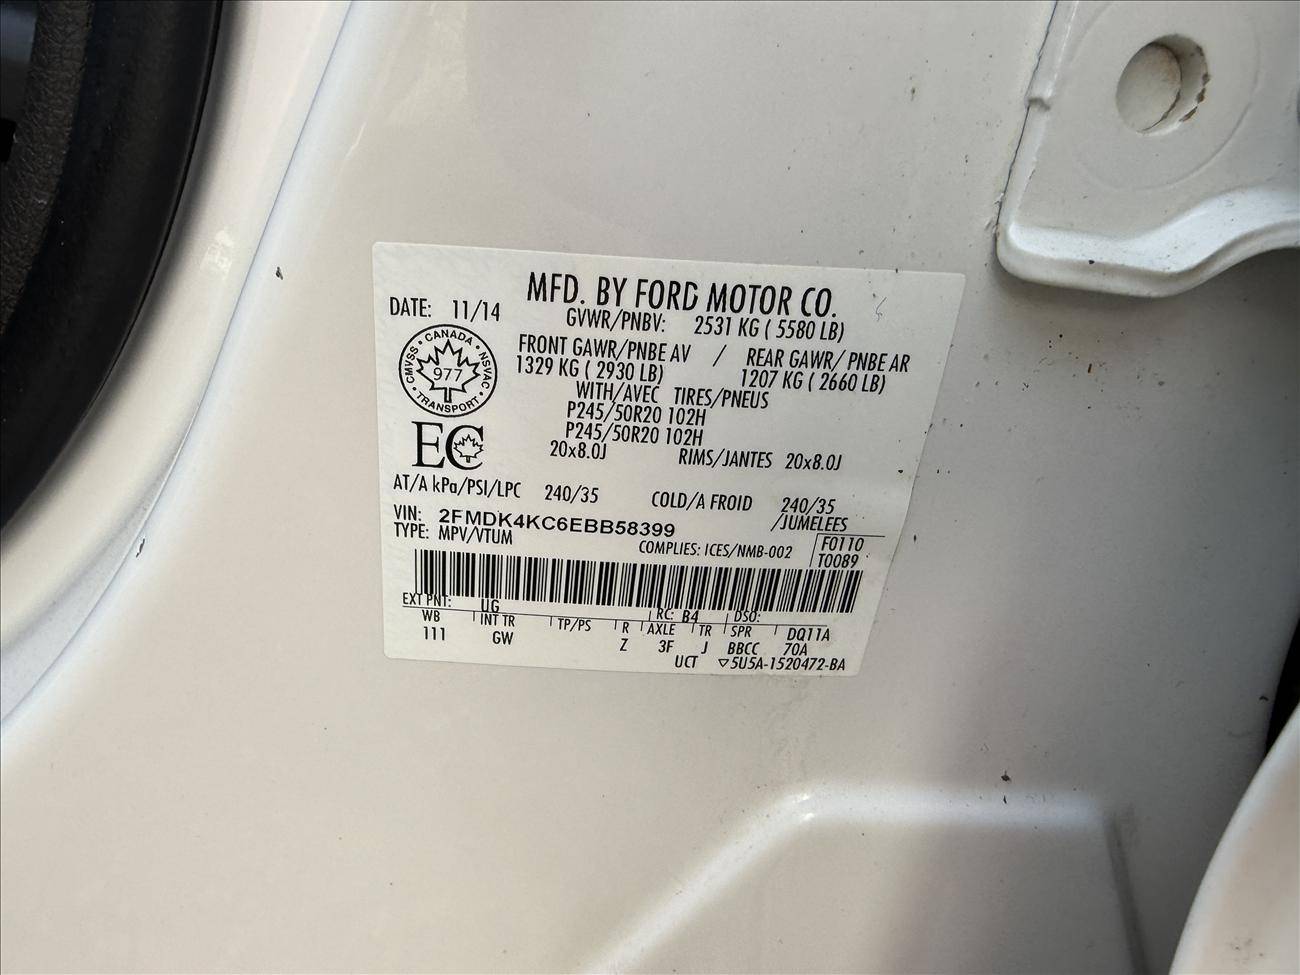 MFD. BY FORD MOTOR CO.
DATE: 11/14
GVWR/PNBV: 2531 KG ( 5580 LB)
FRONT GAWR/PNBE AV / REAR GAWR/ PNBE AR
1329 KG ( 2930 LB) 1207 KG ( 2660 LB)
WITH/AVEC TIRES/PNEUS
P245/50R20 102H
P245/50R20 102H
20x8.0J RIMS/JANTES 20x8.0J
CANADA
CMVSS NSVAC
977
TRANSPORT
EC
AT/A kPa/PSI/LPC 240/35 COLD/A FROID 240/35
/JUMELEES
VIN: 2FMDK4KC6EBB58399
TYPE: MPV/VTUM
COMPLIES: ICES/NMB-002
F0110
T0089
EXT PNT: UG RC: B4 DSO:
WB INT TR TP/PS R AXLE TR SPR DQ11A
111 GW Z 3F J BBCC 70A
UCT ▽5U5A-1520472-BA